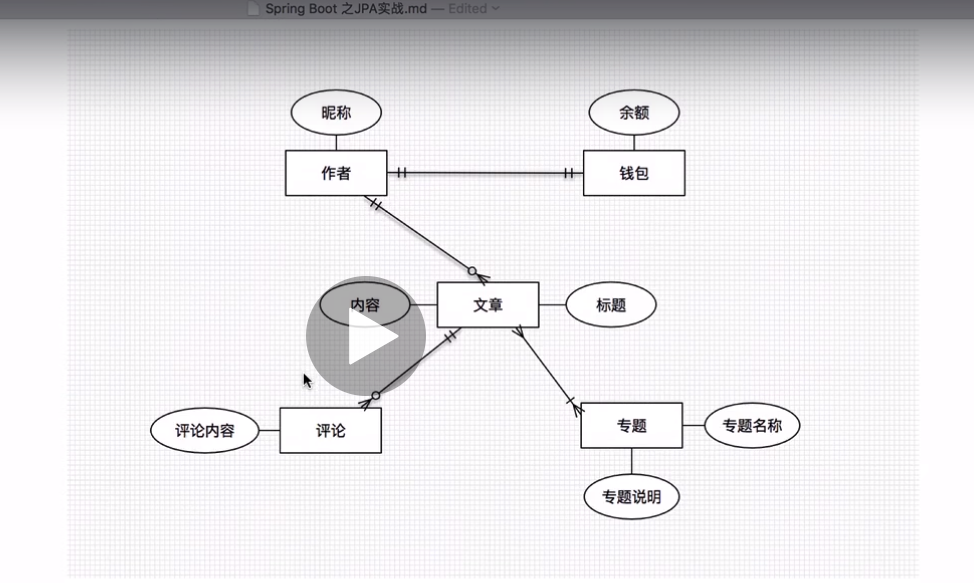 Spring Boot 之JPA实战.md — Edited
昵称
余额
作者
钱包
内容
文章
标题
评论内容
评论
专题
专题名称
专题说明